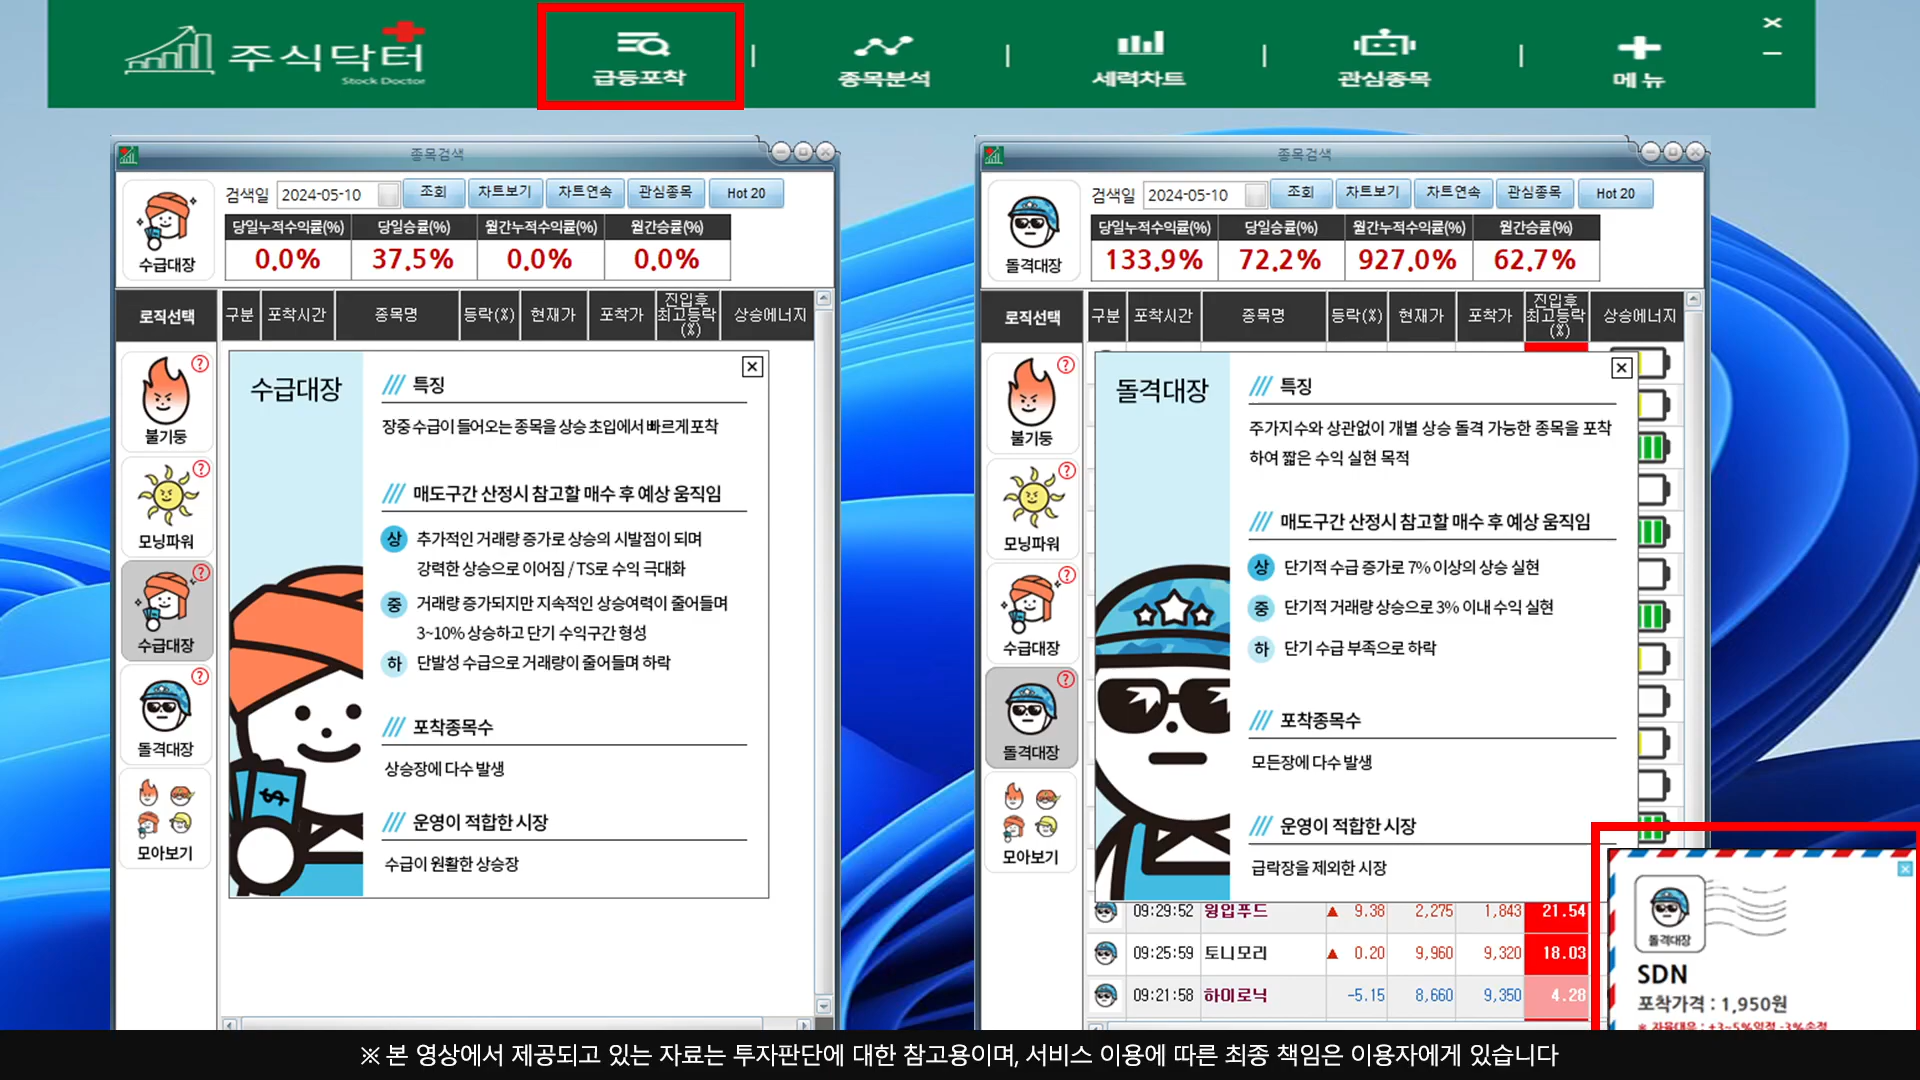 주식닥터
Stock Doctor
급등포착
종목분석
세력차트
관심종목
메뉴
종목검색
수급대장
검색일 2024-05-10 조회 차트보기 차트연속 관심종목 Hot 20
당일누적수익률(%) 당일승률(%) 월간누적수익률(%) 월간승률(%)
0.0% 37.5% 0.0% 0.0%
로직선택 구분 포착시간 종목명 등락(%) 현재가 포착가 진입후 최고등락 (%) 상승에너지
불기둥
모닝파워
수급대장
돌격대장
모아보기
수급대장
특징
장중 수급이 들어오는 종목을 상승 초입에서 빠르게 포착
매도구간 산정시 참고할 매수 후 예상 움직임
상 추가적인 거래량 증가로 상승의 시발점이 되며
강력한 상승으로 이어짐 / TS로 수익 극대화
중 거래량 증가되지만 지속적인 상승여력이 줄어들며
3~10% 상승하고 단기 수익구간 형성
하 단발성 수급으로 거래량이 줄어들며 하락
포착종목수
상승장에 다수 발생
운영이 적합한 시장
수급이 원활한 상승장
종목검색
돌격대장
검색일 2024-05-10 조회 차트보기 차트연속 관심종목 Hot 20
당일누적수익률(%) 당일승률(%) 월간누적수익률(%) 월간승률(%)
133.9% 72.2% 927.0% 62.7%
로직선택 구분 포착시간 종목명 등락(%) 현재가 포착가 진입후 최고등락 (%) 상승에너지
불기둥
모닝파워
수급대장
돌격대장
모아보기
돌격대장
특징
주가지수와 상관없이 개별 상승 돌격 가능한 종목을 포착
하여 짧은 수익 실현 목적
매도구간 산정시 참고할 매수 후 예상 움직임
상 단기적 수급 증가로 7% 이상의 상승 실현
중 단기적 거래량 상승으로 3% 이내 수익 실현
하 단기 수급 부족으로 하락
포착종목수
모든장에 다수 발생
운영이 적합한 시장
급락장을 제외한 시장
09:29:52 윙입푸드 ▲ 9.38 2,275 1,843 21.54
09:25:59 토니모리 ▲ 0.20 9,960 9,320 18.03
09:21:58 하이로닉 -5.15 8,660 9,350 4.28
돌격대장
SDN
포착가격 : 1,950원
※ 본 영상에서 제공되고 있는 자료는 투자판단에 대한 참고용이며, 서비스 이용에 따른 최종 책임은 이용자에게 있습니다